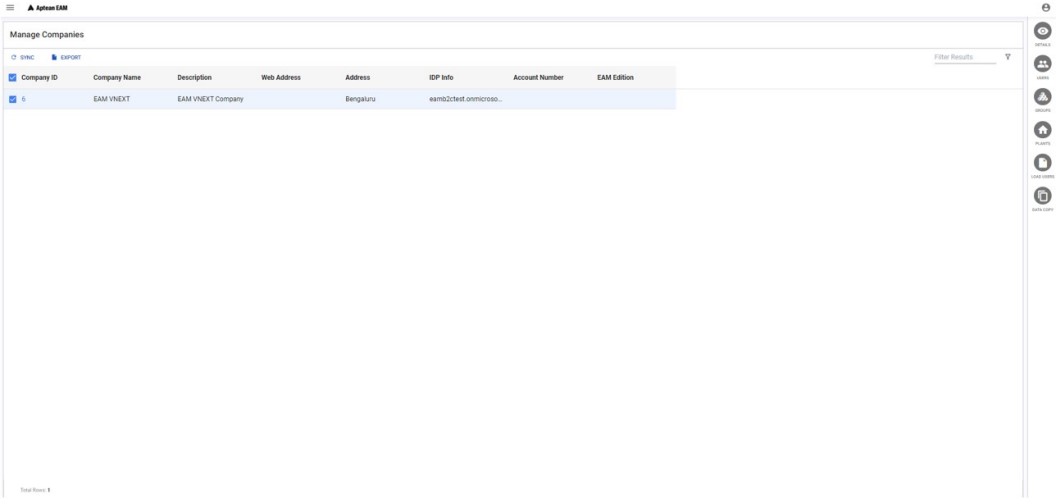 Aptean EAM
Manage Companies
SYNC EXPORT Filter Results
Company ID Company Name Description Web Address Address IDP Info Account Number EAM Edition
6 EAM VNEXT EAM VNEXT Company Bengaluru eamb2ctest.onmicroso...
DETAILS
USERS
GROUPS
PLANTS
LOAD USERS
DATA COPY
Total Rows: 1